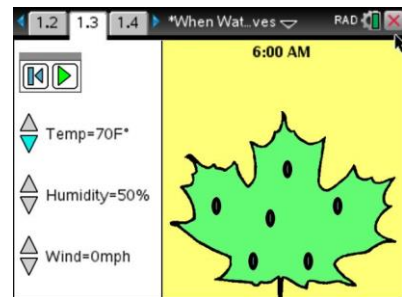 1.2 1.3 1.4 *When Wat...ves RAD
6:00 AM
Temp=70F°
Humidity=50%
Wind=0mph